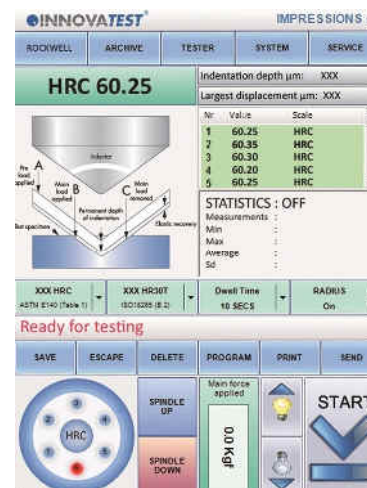 INNOVATEST®
IMPRESSIONS
ROCKWELL ARCHIVE TESTER SYSTEM SERVICE
HRC 60.25
Indentation depth µm: XXX
Largest displacement µm: XXX
Nr Value Scale
1 60.25 HRC
2 60.35 HRC
3 60.30 HRC
4 60.20 HRC
5 60.25 HRC
Indentor
Pre load applied
A
Main load applied
B
C
Main load removed
Permanent depth of indentation
Elastic recovery
Test specimen
STATISTICS : OFF
Measurements :
Min :
Max :
Average :
Sd :
XXX HRC
ASTM E140 (Table 1)
XXX HR30T
ISO18265 (B.2)
Dwell Time
10 SECS
RADIUS
On
Ready for testing
SAVE ESCAPE DELETE PROGRAM PRINT SEND
HRC
SPINDLE UP
SPINDLE DOWN
Main force applied
0.0 Kgf
START